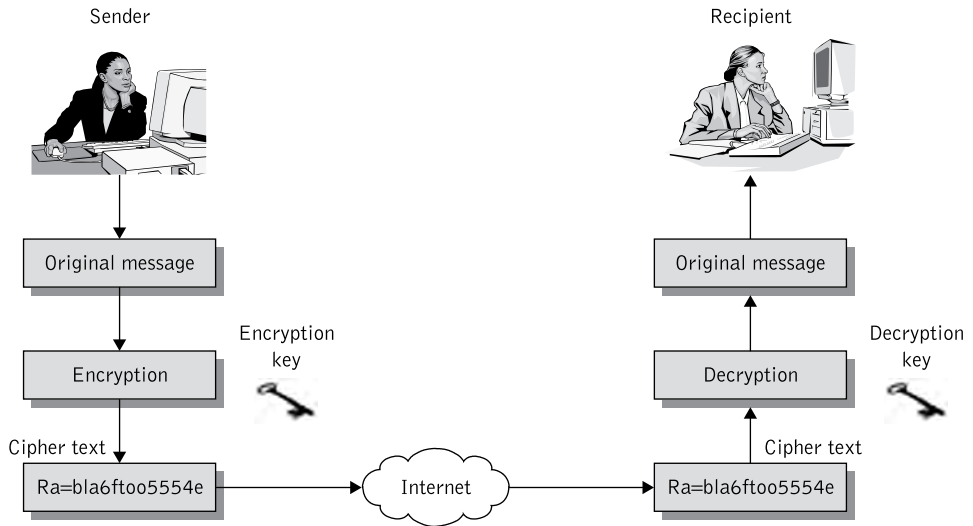 Sender
Recipient
Original message
Original message
Encryption
key
Decryption
key
Encryption
Decryption
Cipher text
Cipher text
Ra=bla6ftoo5554e
Internet
Ra=bla6ftoo5554e